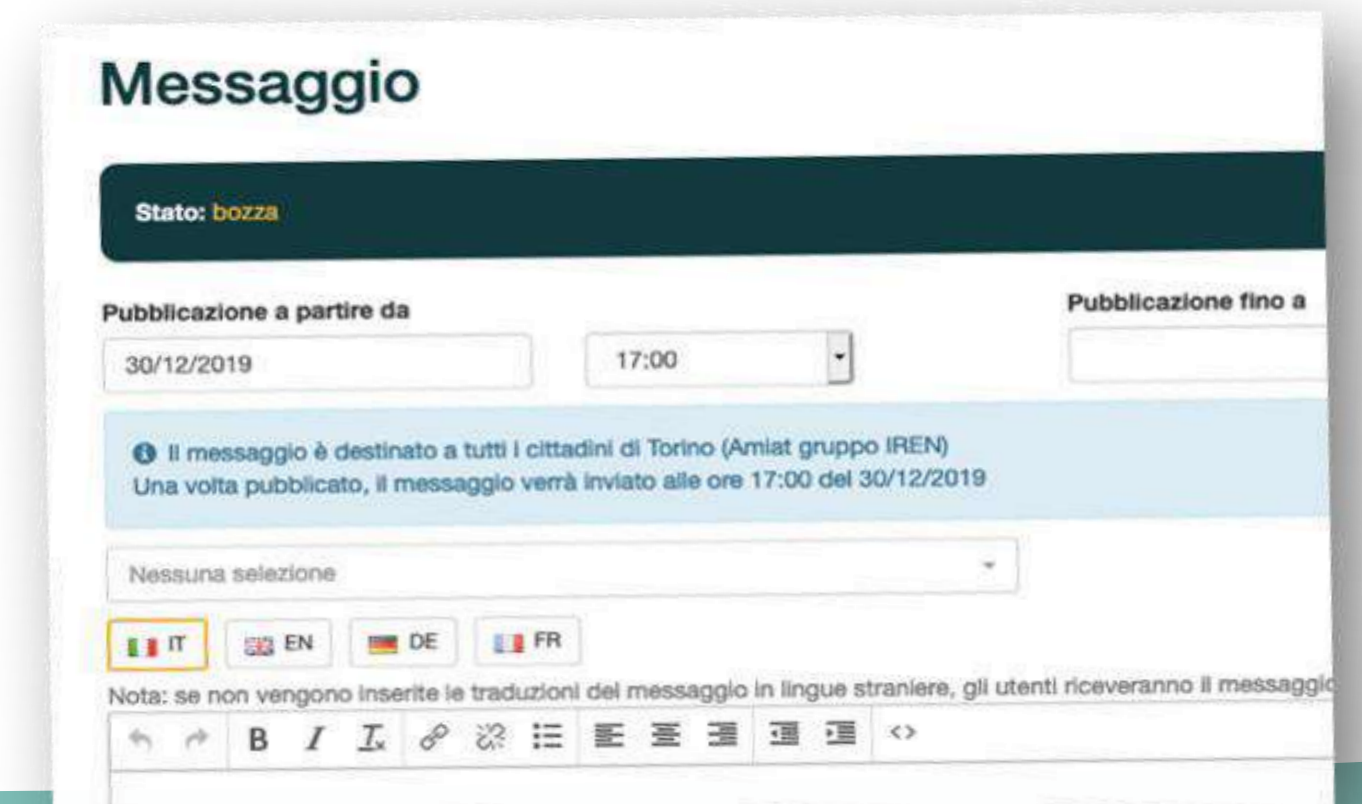 Messaggio
Stato: bozza
Pubblicazione a partire da
Pubblicazione fino a
30/12/2019
17:00
Il messaggio è destinato a tutti i cittadini di Torino (Amiat gruppo IREN)
Una volta pubblicato, il messaggio verrà inviato alle ore 17:00 del 30/12/2019
Nessuna selezione
IT EN DE FR
Nota: se non vengono inserite le traduzioni del messaggio in lingue straniere, gli utenti riceveranno il messaggio
B I Tx <>